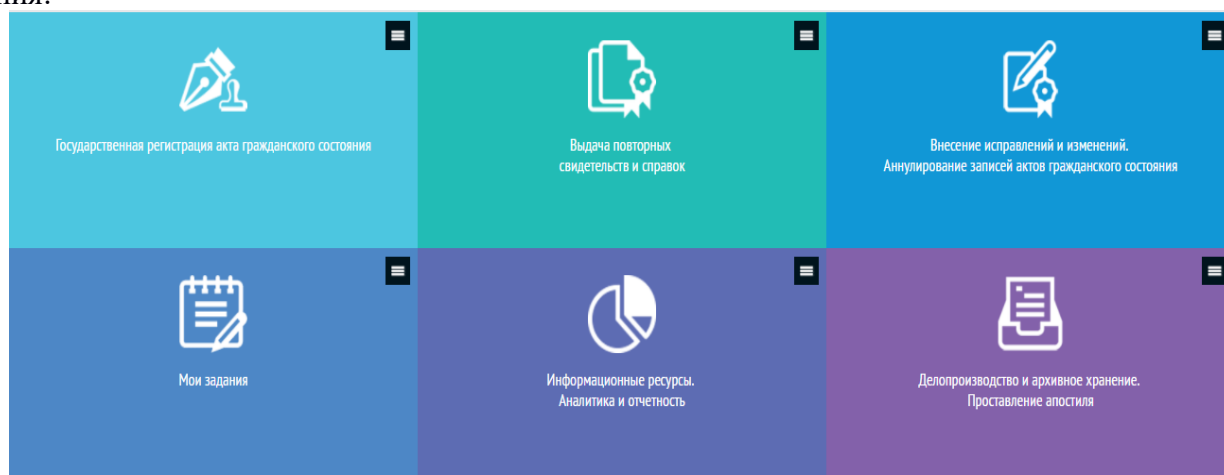 Государственная регистрация акта гражданского состояния
Выдача повторных
свидетельств и справок
Внесение исправлений и изменений.
Аннулирование записей актов гражданского состояния
Мои задания
Информационные ресурсы.
Аналитика и отчетность
Делопроизводство и архивное хранение.
Проставление апостиля